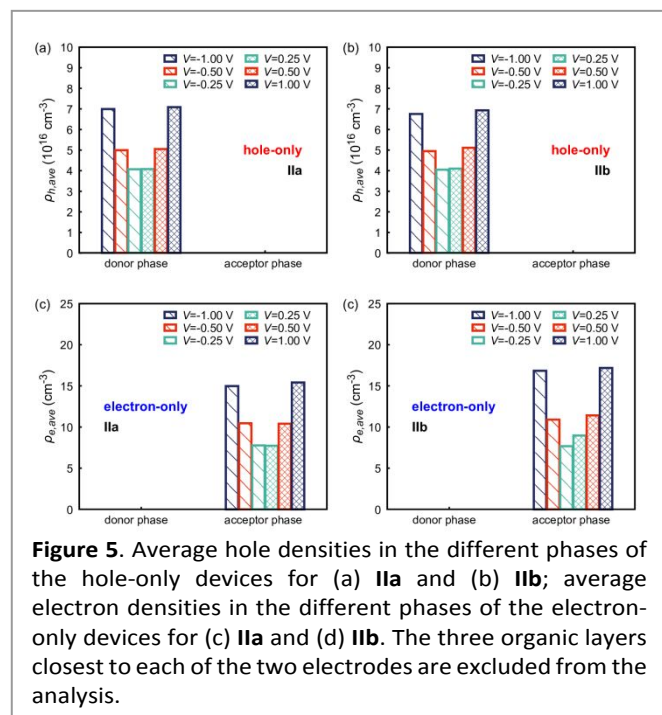 (a)
10
9
8
7
6
5
4
3
2
1
0
ρh,ave (10^16 cm^-3)
V=-1.00 V V=0.25 V
V=-0.50 V V=0.50 V
V=-0.25 V V=1.00 V
hole-only
IIa
donor phase acceptor phase
(b)
10
9
8
7
6
5
4
3
2
1
0
ρh,ave (10^16 cm^-3)
V=-1.00 V V=0.25 V
V=-0.50 V V=0.50 V
V=-0.25 V V=1.00 V
hole-only
IIb
donor phase acceptor phase
(c)
25
20
15
10
5
0
ρe,ave (cm^-3)
V=-1.00 V V=0.25 V
V=-0.50 V V=0.50 V
V=-0.25 V V=1.00 V
electron-only
IIa
donor phase acceptor phase
(c)
25
20
15
10
5
0
ρe,ave (cm^-3)
V=-1.00 V V=0.25 V
V=-0.50 V V=0.50 V
V=-0.25 V V=1.00 V
electron-only
IIb
donor phase acceptor phase
Figure 5. Average hole densities in the different phases of
the hole-only devices for (a) IIa and (b) IIb; average
electron densities in the different phases of the electron-
only devices for (c) IIa and (d) IIb. The three organic layers
closest to each of the two electrodes are excluded from the
analysis.